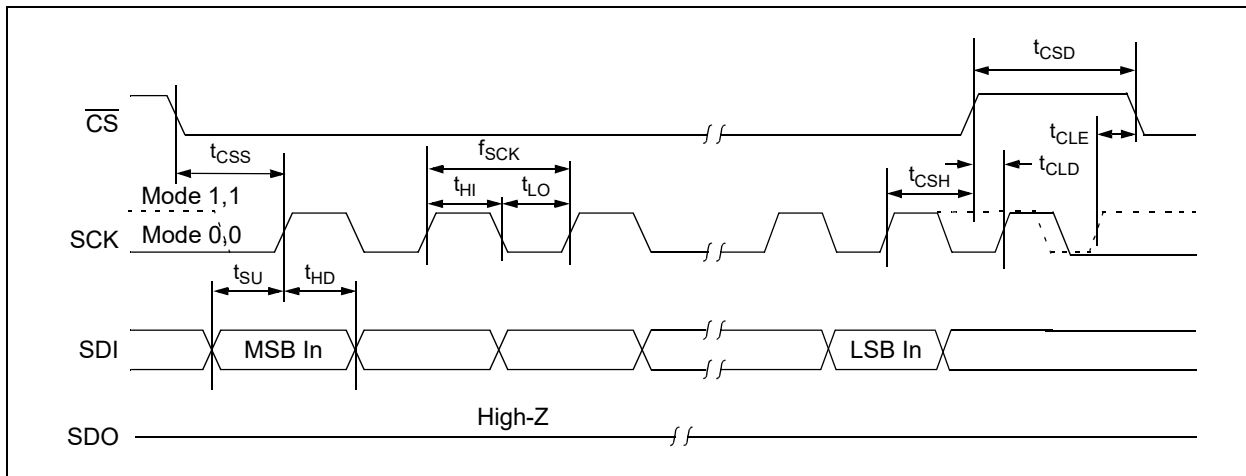 tCSD
CS
tCLE
tCSS
fSCK
tCLD
tHI
tLO
tCSH
Mode 1,1
SCK
Mode 0,0
tSU
tHD
SDI
MSB In
LSB In
High-Z
SDO